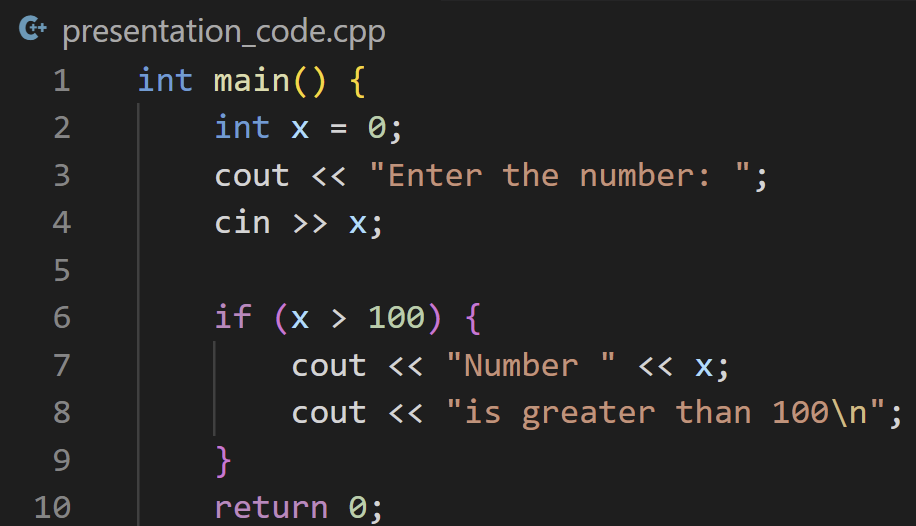 presentation_code.cpp
1 int main() {
2 int x = 0;
3 cout << "Enter the number: ";
4 cin >> x;
5
6 if (x > 100) {
7 cout << "Number " << x;
8 cout << "is greater than 100\n";
9 }
10 return 0;